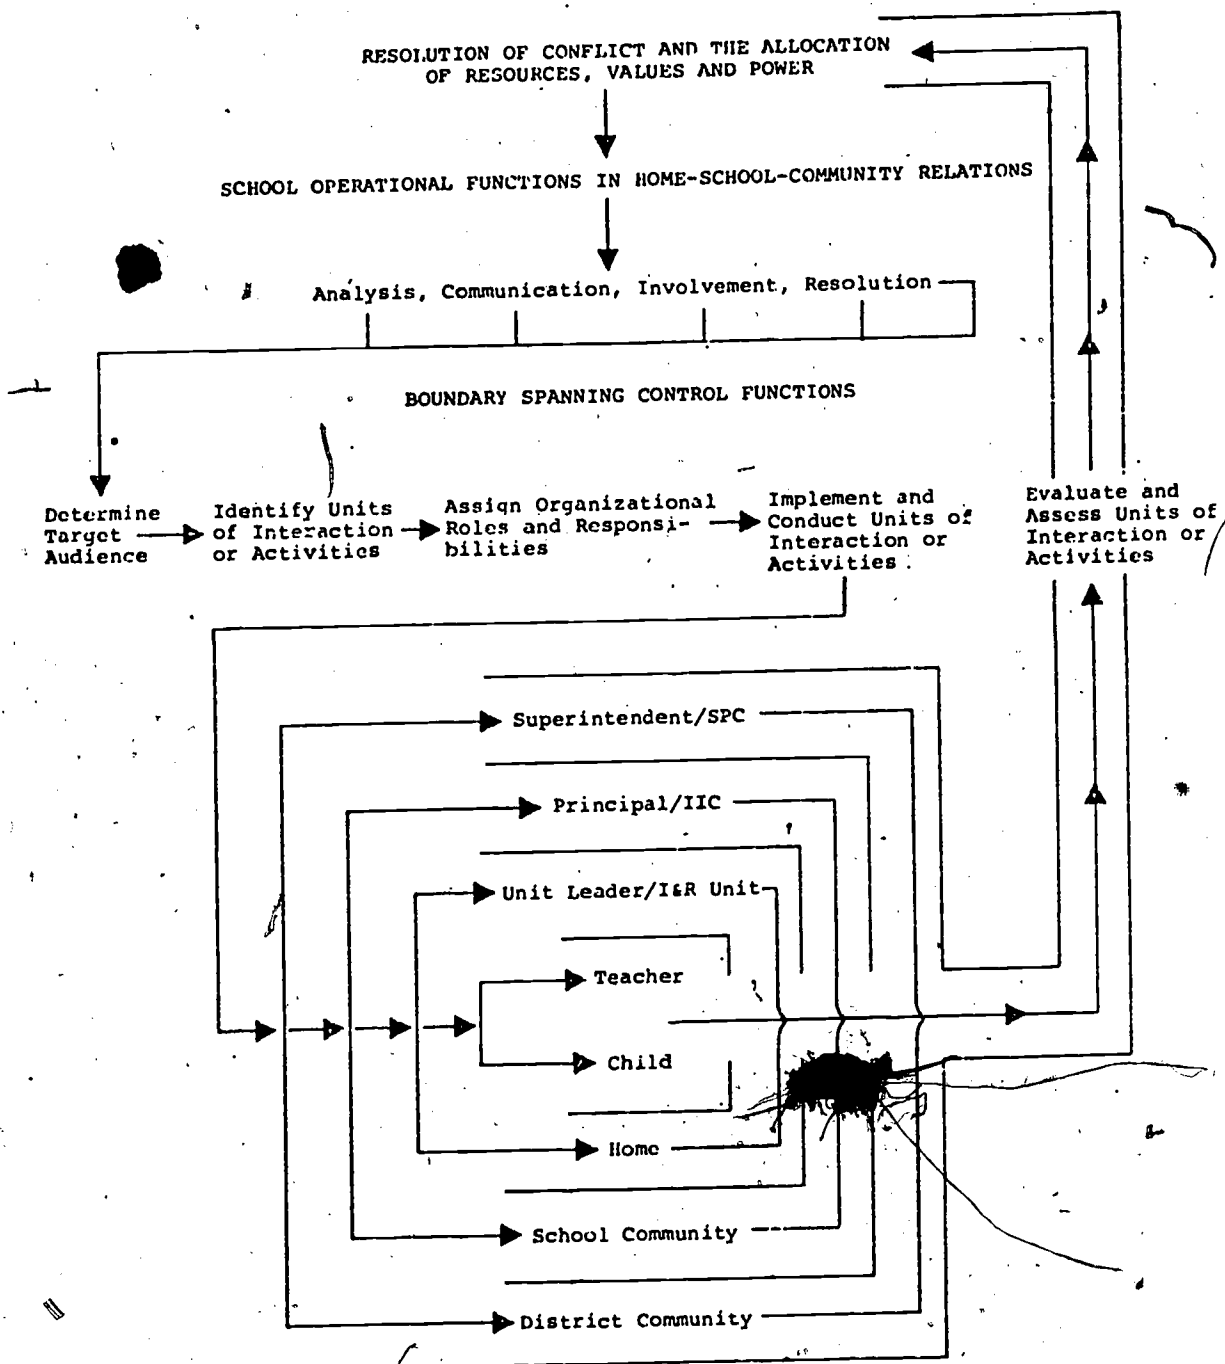 RESOLUTION OF CONFLICT AND THE ALLOCATION
OF RESOURCES, VALUES AND POWER
SCHOOL OPERATIONAL FUNCTIONS IN HOME-SCHOOL-COMMUNITY RELATIONS
Analysis, Communication, Involvement, Resolution
BOUNDARY SPANNING CONTROL FUNCTIONS
Determine
Target
Audience
Identify Units
of Interaction
or Activities
Assign Organizational
Roles and Responsi-
bilities
Implement and
Conduct Units of
Interaction or
Activities
Evaluate and
Assess Units of
Interaction or
Activities
Superintendent/SPC
Principal/IIC
Unit Leader/I&R Unit
Teacher
Child
Home
School Community
District Community